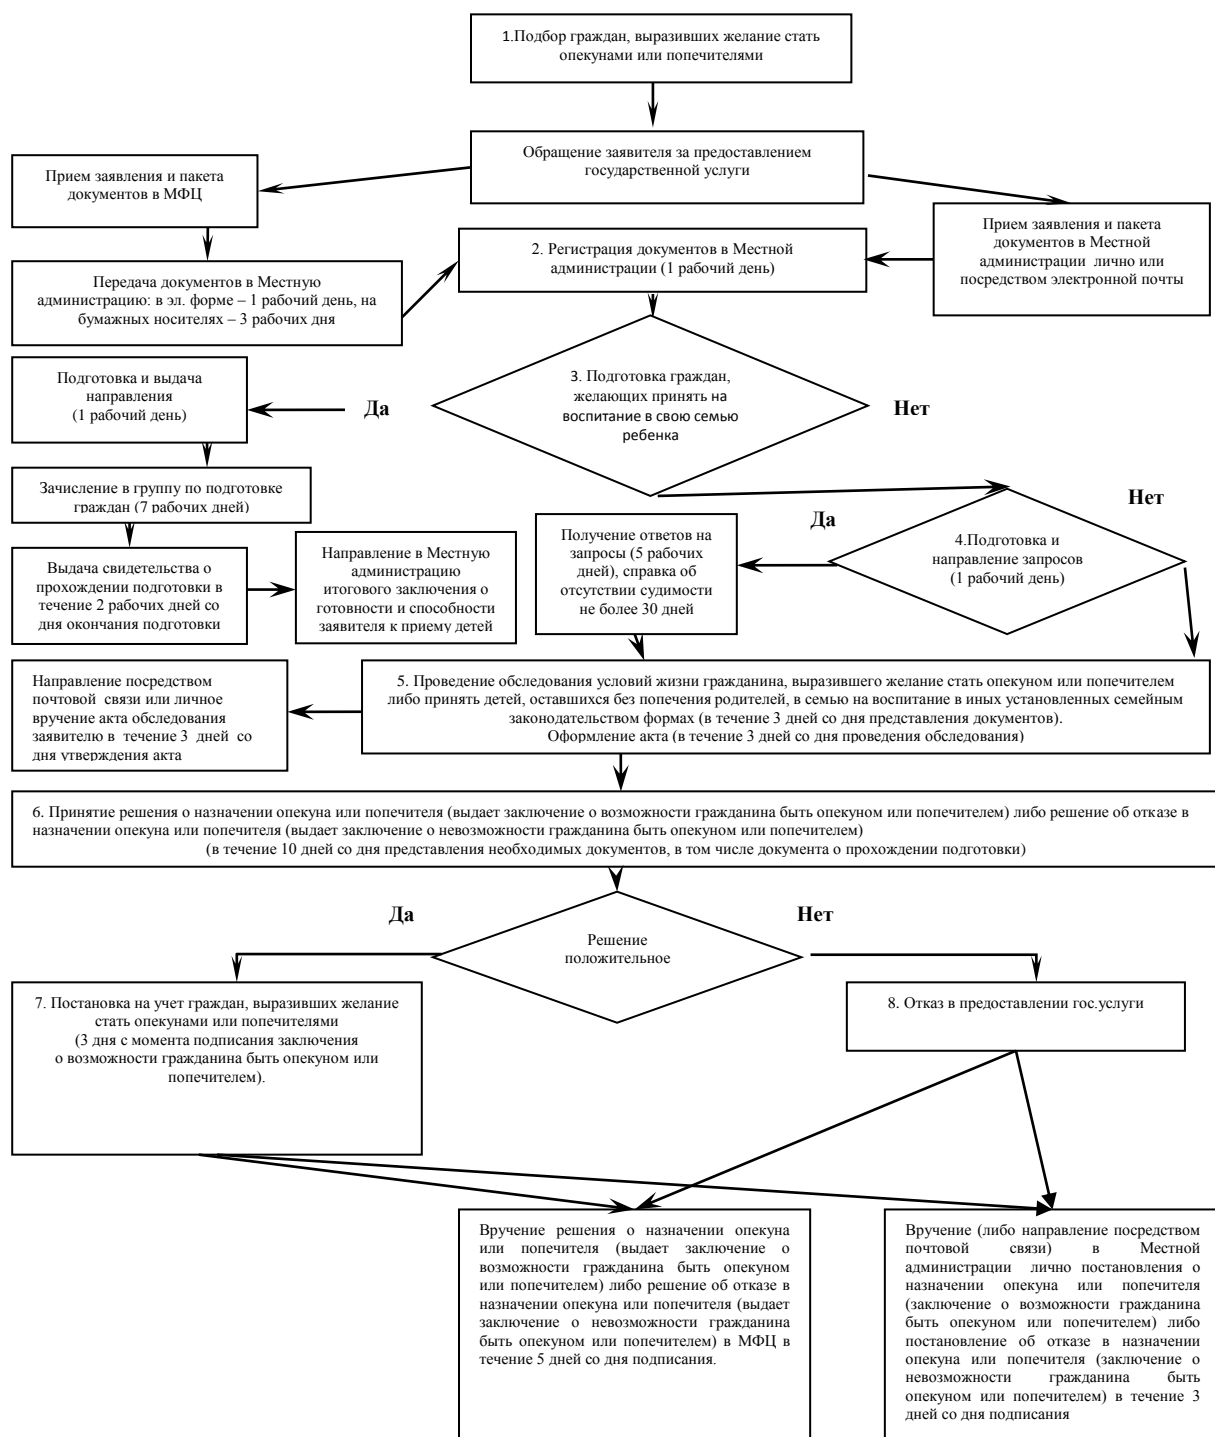 1.Подбор граждан, выразивших желание стать
опекунами или попечителями
Обращение заявителя за предоставлением
государственной услуги
Прием заявления и пакета
документов в МФЦ
Прием заявления и пакета
документов в Местной
администрации лично или
посредством электронной почты
2. Регистрация документов в Местной
администрации (1 рабочий день)
Передача документов в Местную
администрацию: в эл. форме – 1 рабочий день, на
бумажных носителях – 3 рабочих дня
3. Подготовка граждан,
желающих принять на
воспитание в свою семью
ребенка
Да
Нет
Подготовка и выдача
направления
(1 рабочий день)
Зачисление в группу по подготовке
граждан (7 рабочих дней)
Выдача свидетельства о
прохождении подготовки в
течение 2 рабочих дней со
дня окончания подготовки
Направление в Местную
администрацию
итогового заключения о
готовности и способности
заявителя к приему детей
Получение ответов на
запросы (5 рабочих
дней), справка об
отсутствии судимости
не более 30 дней
Да
Нет
4.Подготовка и
направление запросов
(1 рабочий день)
Направление посредством
почтовой связи или личное
вручение акта обследования
заявителю в течение 3 дней со
дня утверждения акта
5. Проведение обследования условий жизни гражданина, выразившего желание стать опекуном или попечителем
либо принять детей, оставшихся без попечения родителей, в семью на воспитание в иных установленных семейным
законодательством формах (в течение 3 дней со дня представления документов).
Оформление акта (в течение 3 дней со дня проведения обследования)
6. Принятие решения о назначении опекуна или попечителя (выдает заключение о возможности гражданина быть опекуном или попечителем) либо решение об отказе в
назначении опекуна или попечителя (выдает заключение о невозможности гражданина быть опекуном или попечителем)
(в течение 10 дней со дня представления необходимых документов, в том числе документа о прохождении подготовки)
Да
Нет
Решение
положительное
7. Постановка на учет граждан, выразивших желание
стать опекунами или попечителями
(3 дня с момента подписания заключения
о возможности гражданина быть опекуном или
попечителем).
8. Отказ в предоставлении гос.услуги
Вручение решения о назначении опекуна
или попечителя (выдает заключение о
возможности гражданина быть опекуном
или попечителем) либо решение об отказе в
назначении опекуна или попечителя (выдает
заключение о невозможности гражданина
быть опекуном или попечителем) в МФЦ в
течение 5 дней со дня подписания.
Вручение (либо направление посредством
почтовой связи) в Местной
администрации лично постановления о
назначении опекуна или попечителя
(заключение о возможности гражданина
быть опекуном или попечителем) либо
постановление об отказе в назначении
опекуна или попечителя (заключение о
невозможности гражданина быть
опекуном или попечителем) в течение 3
дней со дня подписания